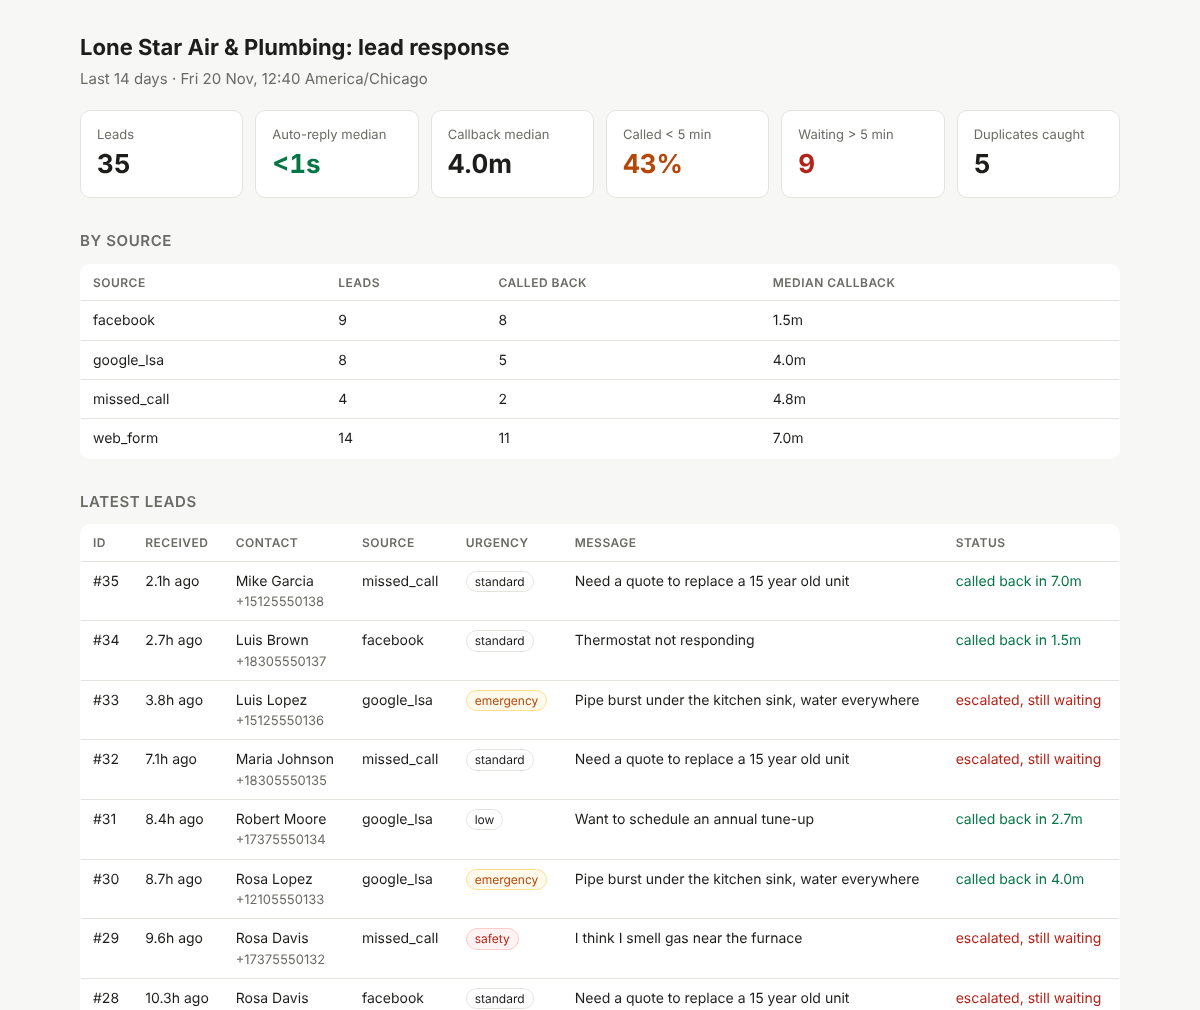 Lone Star Air & Plumbing: lead response
Last 14 days · Fri 20 Nov, 12:40 America/Chicago
Leads Auto-reply median Callback median Called < 5 min Waiting > 5 min Duplicates caught
35 <1s 4.0m 43% 9 5
BY SOURCE
SOURCE LEADS CALLED BACK MEDIAN CALLBACK
facebook 9 8 1.5m
google_lsa 8 5 4.0m
missed_call 4 2 4.8m
web_form 14 11 7.0m
LATEST LEADS
ID RECEIVED CONTACT SOURCE URGENCY MESSAGE STATUS
#35 2.1h ago Mike Garcia missed_call standard Need a quote to replace a 15 year old unit called back in 7.0m
+15125550138
#34 2.7h ago Luis Brown facebook standard Thermostat not responding called back in 1.5m
+18305550137
#33 3.8h ago Luis Lopez google_lsa emergency Pipe burst under the kitchen sink, water everywhere escalated, still waiting
+15125550136
#32 7.1h ago Maria Johnson missed_call standard Need a quote to replace a 15 year old unit escalated, still waiting
+18305550135
#31 8.4h ago Robert Moore google_lsa low Want to schedule an annual tune-up called back in 2.7m
+17375550134
#30 8.7h ago Rosa Lopez google_lsa emergency Pipe burst under the kitchen sink, water everywhere called back in 4.0m
+12105550133
#29 9.6h ago Rosa Davis missed_call safety I think I smell gas near the furnace escalated, still waiting
+17375550132
#28 10.3h ago Rosa Davis facebook standard Need a quote to replace a 15 year old unit escalated, still waiting